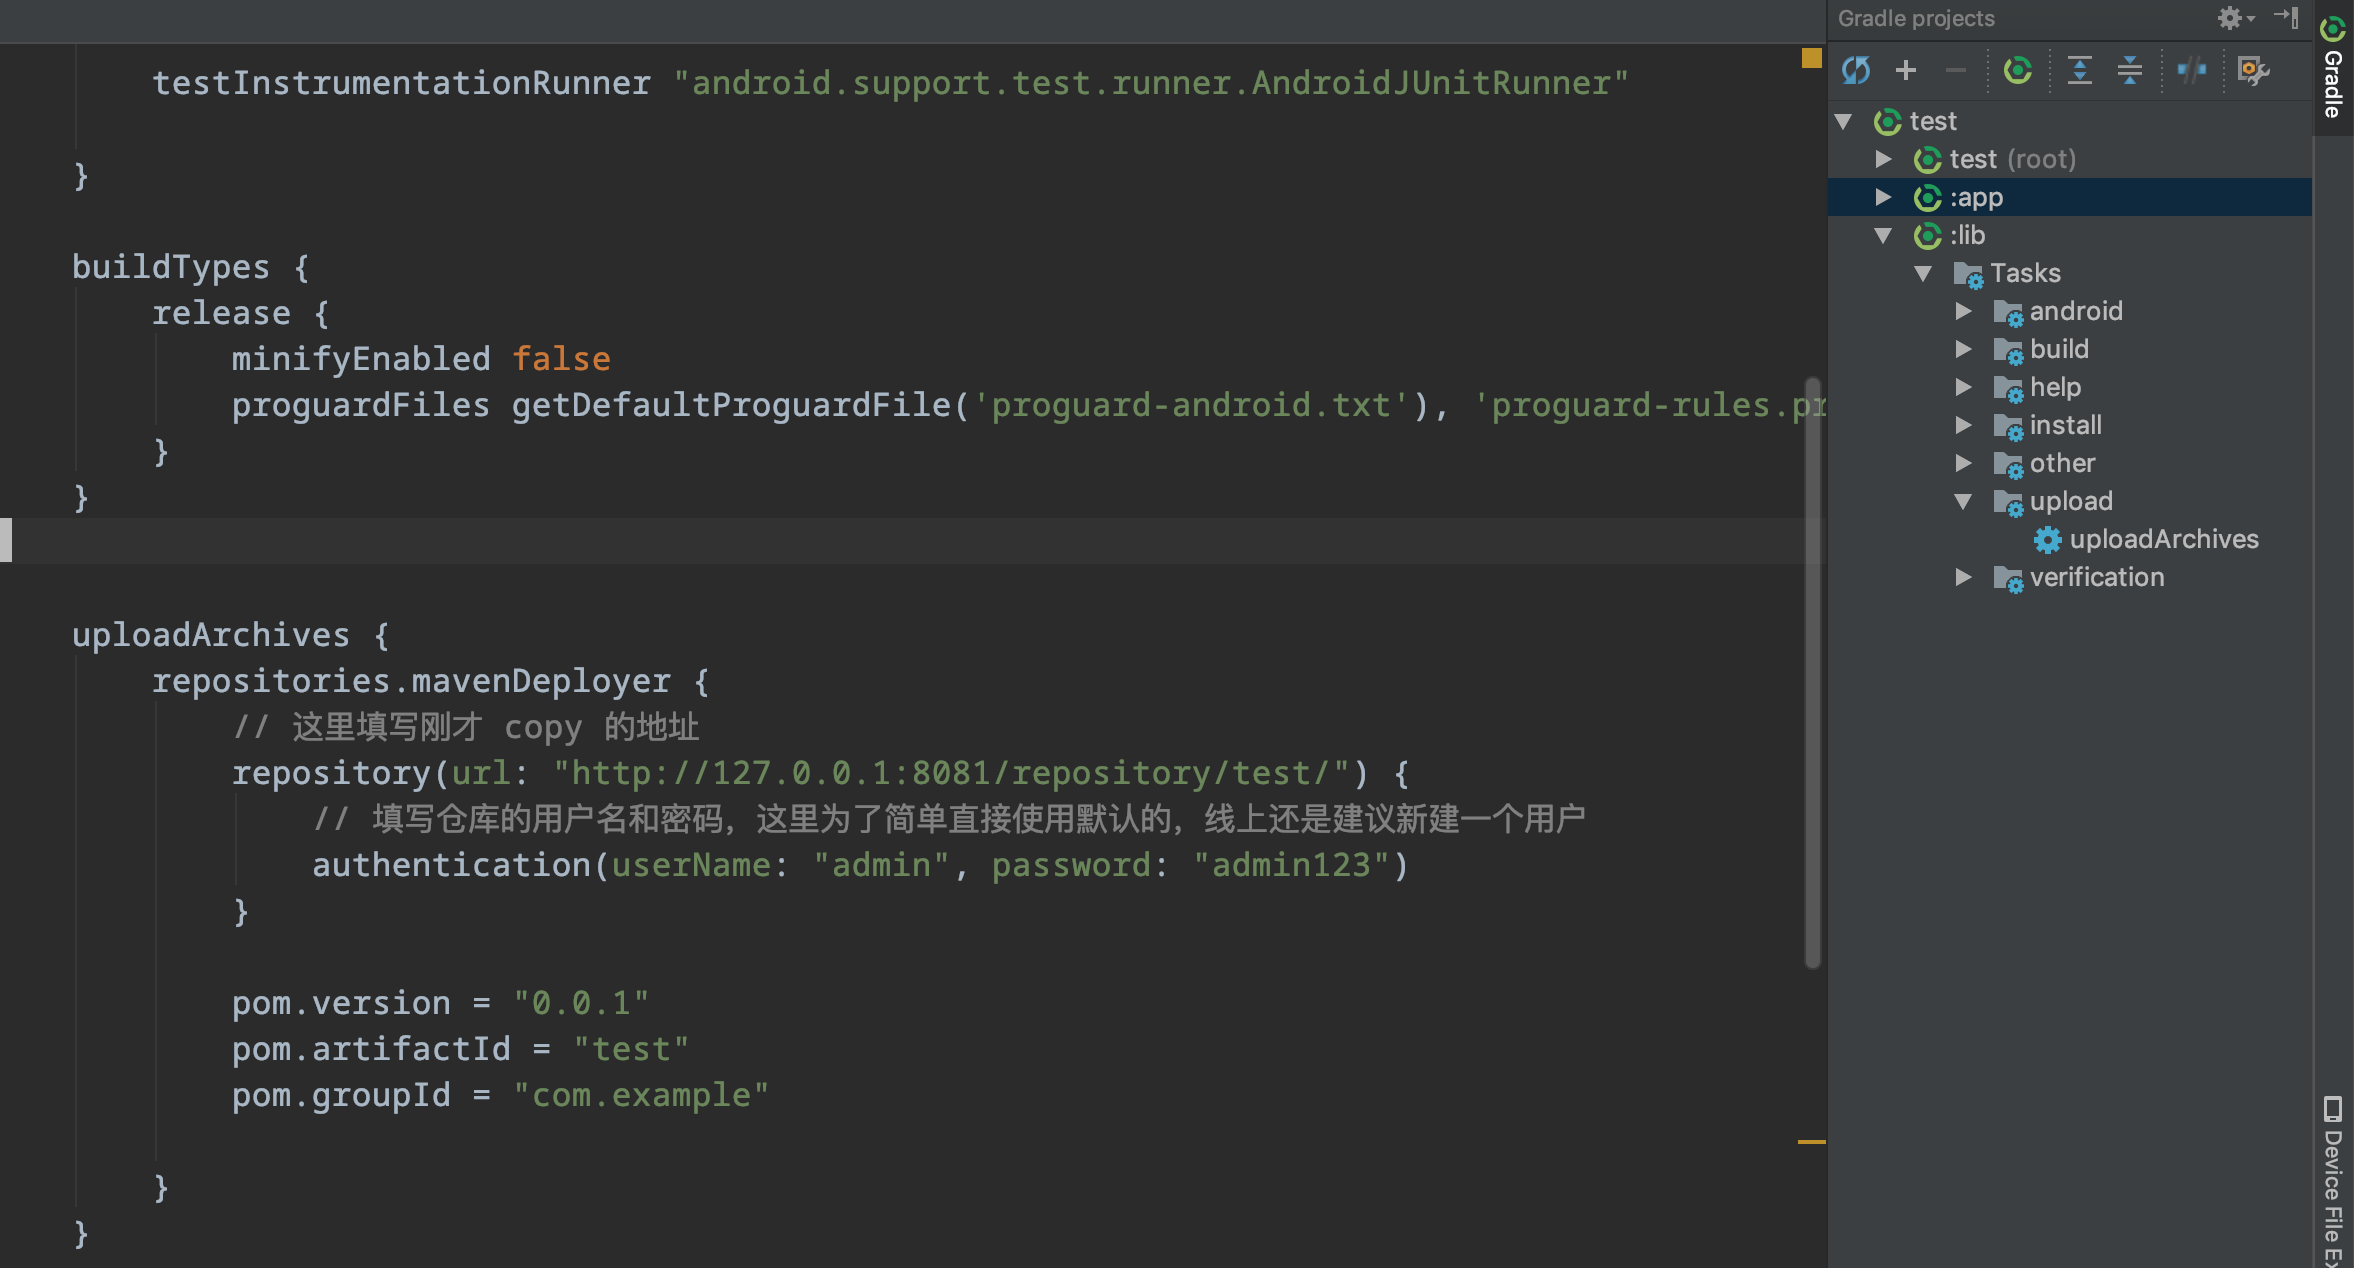 testInstrumentationRunner "android.support.test.runner.AndroidJUnitRunner"
}
buildTypes {
release {
minifyEnabled false
proguardFiles getDefaultProguardFile('proguard-android.txt'), 'proguard-rules.pr
}
}
uploadArchives {
repositories.mavenDeployer {
// 这里填写刚才 copy 的地址
repository(url: "http://127.0.0.1:8081/repository/test/") {
// 填写仓库的用户名和密码，这里为了简单直接使用默认的，线上还是建议新建一个用户
authentication(userName: "admin", password: "admin123")
}
pom.version = "0.0.1"
pom.artifactId = "test"
pom.groupId = "com.example"
}
}
Gradle projects
test
test (root)
:app
:lib
Tasks
android
build
help
install
other
upload
uploadArchives
verification
Gradle
Device File Ex